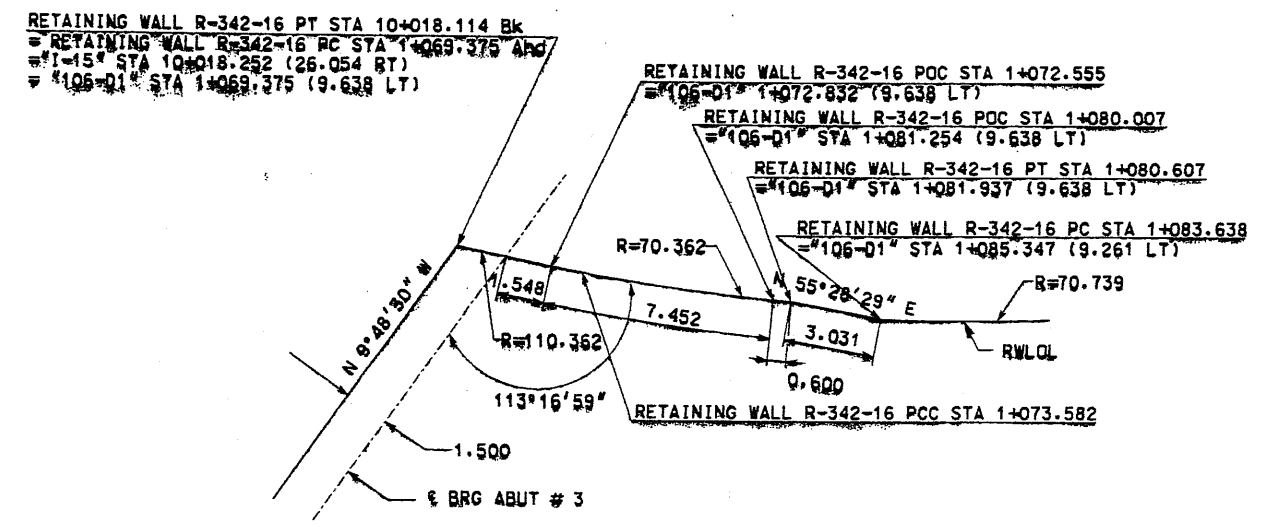 RETAINING WALL R-342-16 PT STA 10+018.114 Bk
= RETAINING WALL R-342-16 PC STA 1+069.375 Ahd
="I-15" STA 10+018.252 (26.054 RT)
= "106-D1" STA 1+069.375 (9.638 LT)
RETAINING WALL R-342-16 POC STA 1+072.555
="106-D1" 1+072.832 (9.638 LT)
RETAINING WALL R-342-16 POC STA 1+080.007
="106-D1" STA 1+081.254 (9.638 LT)
RETAINING WALL R-342-16 PT STA 1+080.607
="106-D1" STA 1+081.937 (9.638 LT)
RETAINING WALL R-342-16 PC STA 1+083.638
="106-D1" STA 1+085.347 (9.261 LT)
R=70.362
N 55°28'29" E
R=70.739
1.548
7.452
3.031
RWLOL
N 9°48'30" W
R=110.362
0.600
113°16'59"
RETAINING WALL R-342-16 PCC STA 1+073.582
1.500
℄ BRG ABUT # 3